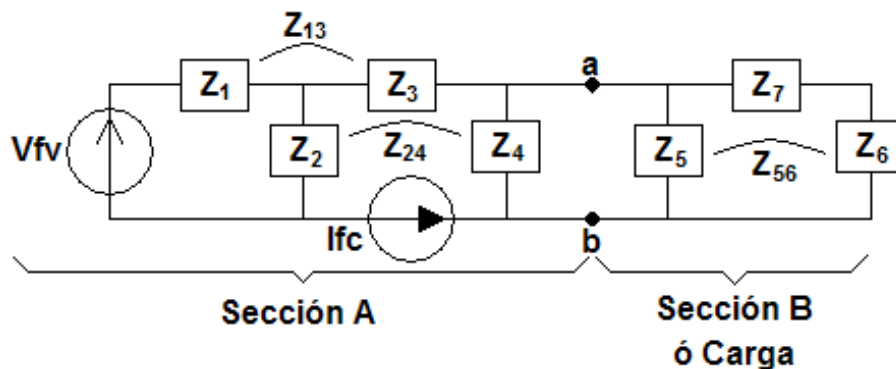 Z13
Z1
Z3
a
Z7
Vfv
Z2
Z24
Z4
Z5
Z56
Z6
Ifc
b
Sección A
Sección B
ó Carga